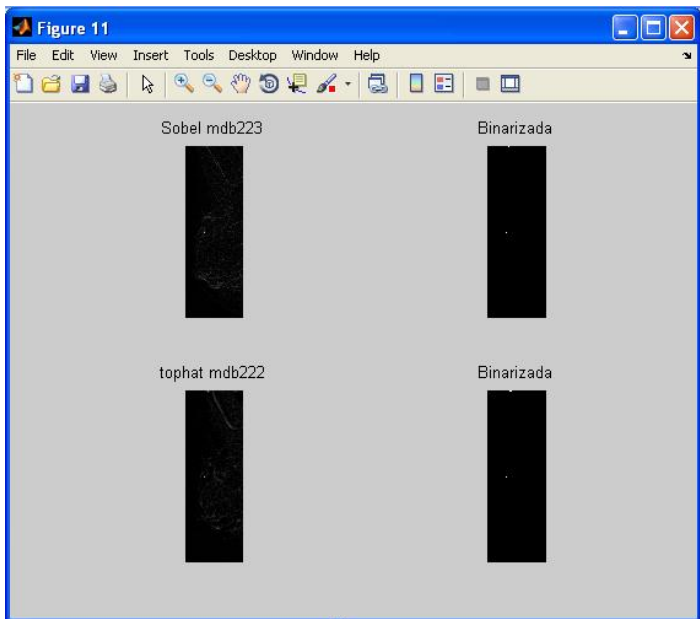 Figure 11
File Edit View Insert Tools Desktop Window Help
Sobel mdb223
Binarizada
tophat mdb222
Binarizada